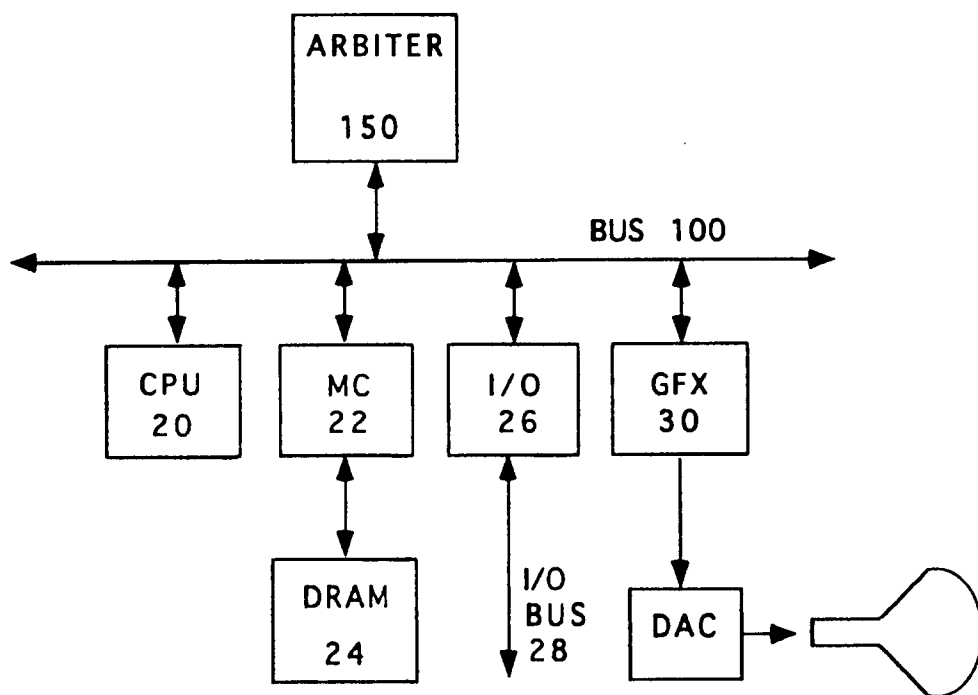 ARBITER
150
BUS 100
CPU
20
MC
22
I/O
26
GFX
30
DRAM
24
I/O
BUS
28
DAC